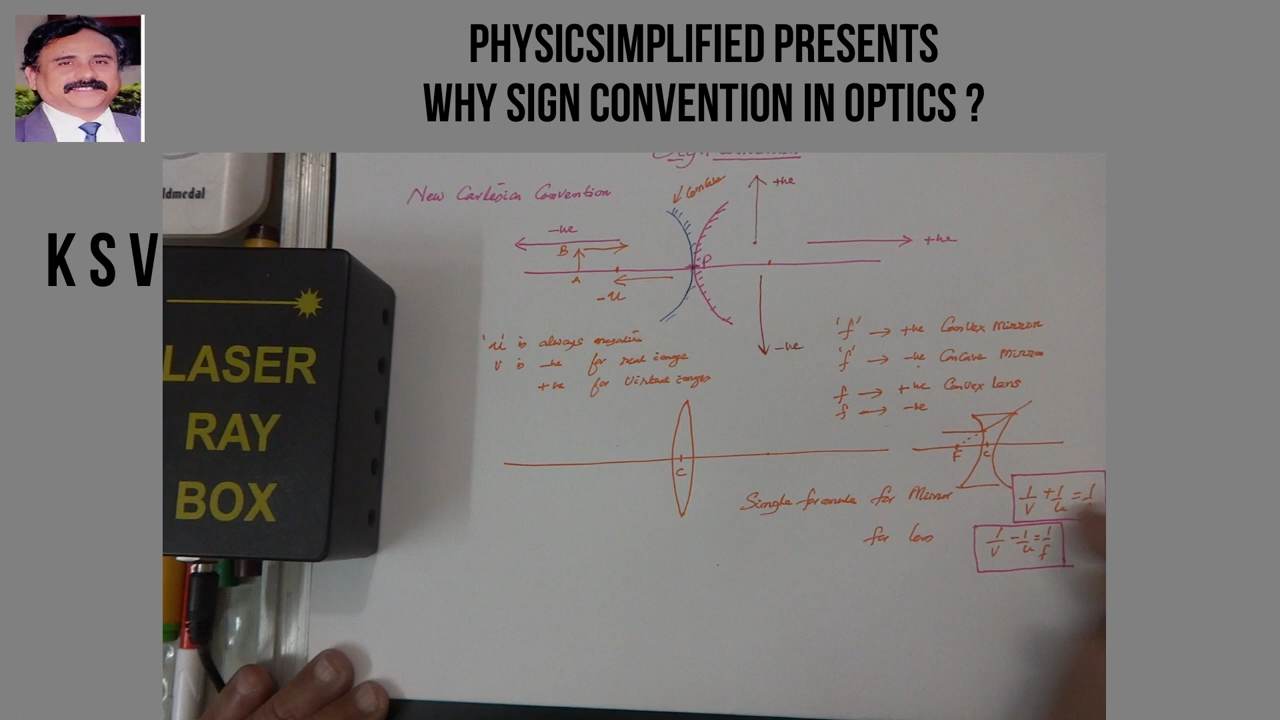 PHYSICSIMPLIFIED PRESENTS
WHY SIGN CONVENTION IN OPTICS ?
K S V
ldmedal
LASER
RAY
BOX
New Cartesian Convention
Concave
+ve
-ve
B
+ve
P
A
-u
-ve
'u' is always negative
v is -ve for real image
+ve for virtual image
'f' → +ve Convex Mirror
'f' → -ve Concave Mirror
f → +ve Convex Lens
f → -ve
C
F
C
Single formula for Mirror
1/v + 1/u = 1
for lens
1/v - 1/u = 1/f